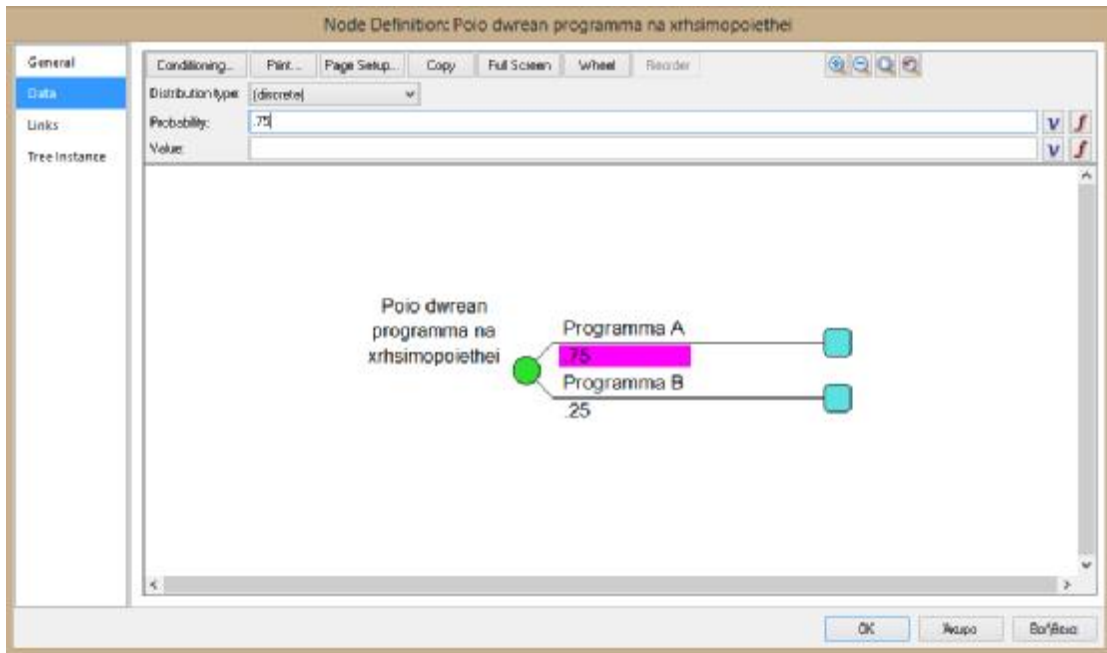 Node Definition: Poio dwrean programma na xrhsimopoiethei
General
Data
Links
Tree Instance
Conditioning... Print... Page Setup... Copy Full Screen Wheel Reorder
Distribution type: (discrete)
Probability: .75
Value:
V f
V f
Poio dwrean
programma na
xrhsimopoiethei
Programma A
.75
Programma B
.25
OK Άκυρο Βοήθεια